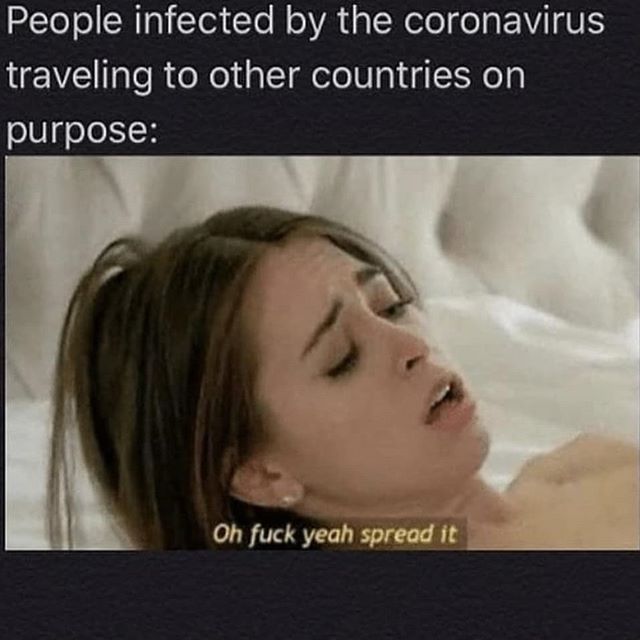 People infected by the coronavirus
traveling to other countries on
purpose:
Oh fuck yeah spread it